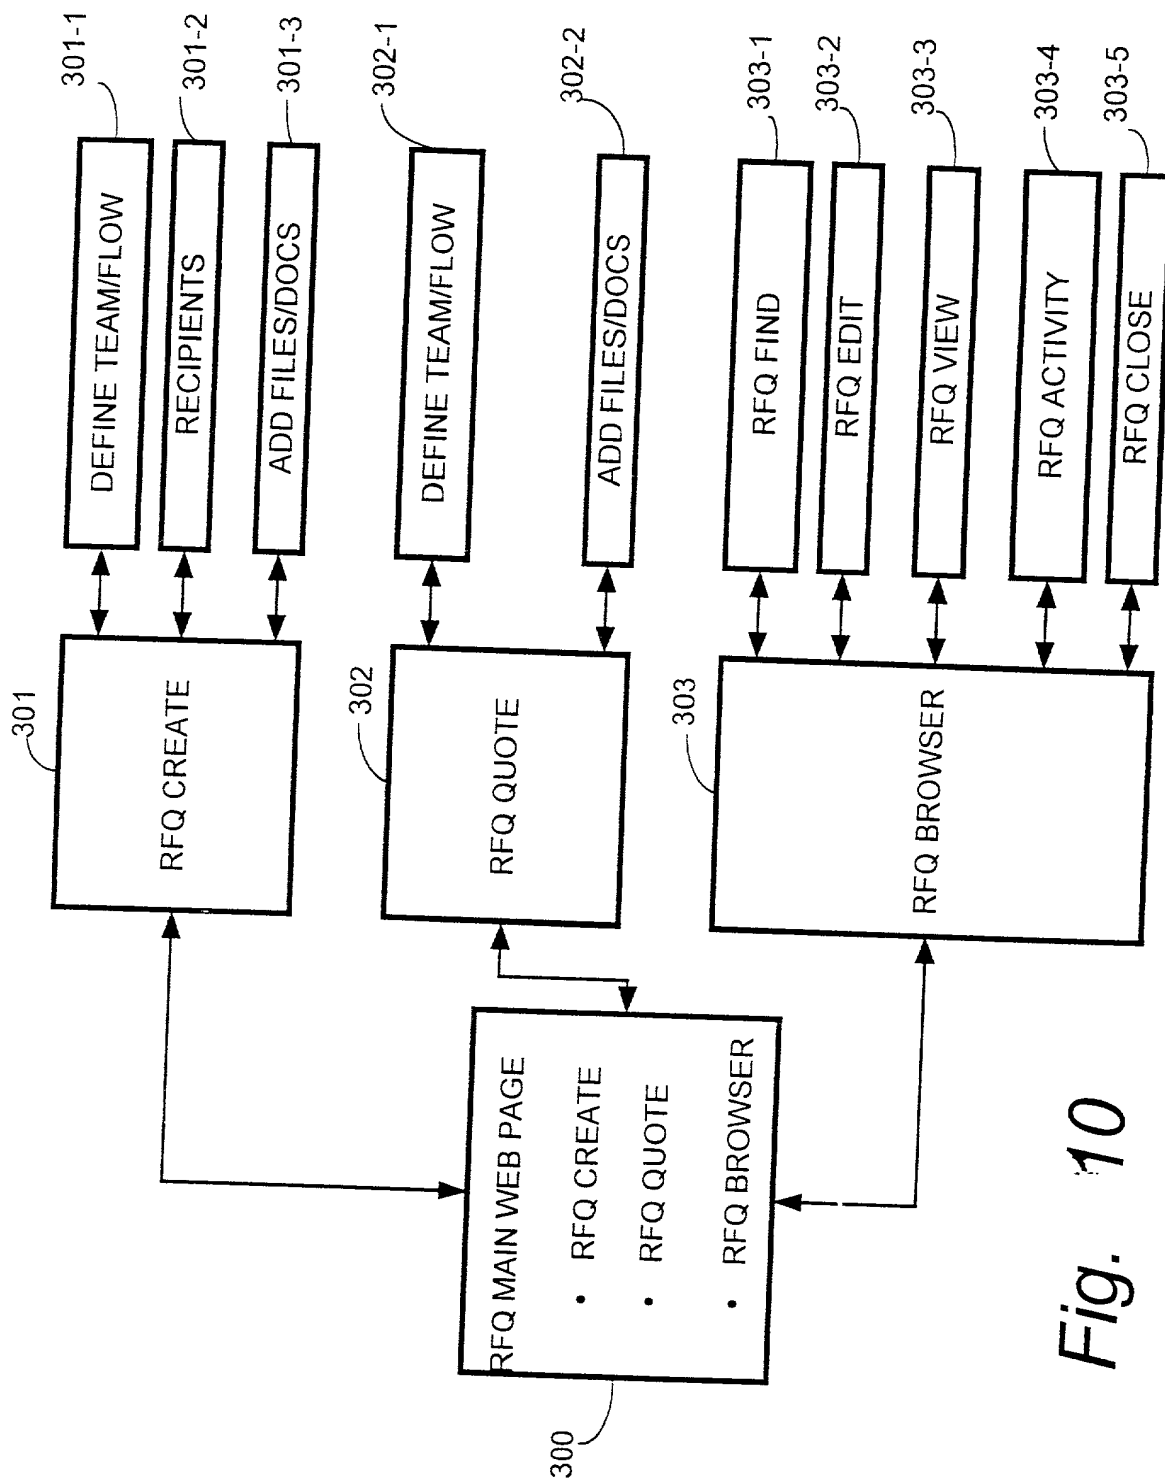 301-1
DEFINE TEAM/FLOW
301-2
RECIPIENTS
301-3
ADD FILES/DOCS
301
RFQ CREATE
302-1
DEFINE TEAM/FLOW
302-2
ADD FILES/DOCS
302
RFQ QUOTE
303-1
RFQ FIND
303-2
RFQ EDIT
303-3
RFQ VIEW
303-4
RFQ ACTIVITY
303-5
RFQ CLOSE
303
RFQ BROWSER
RFQ MAIN WEB PAGE
• RFQ CREATE
• RFQ QUOTE
• RFQ BROWSER
300
Fig. 10